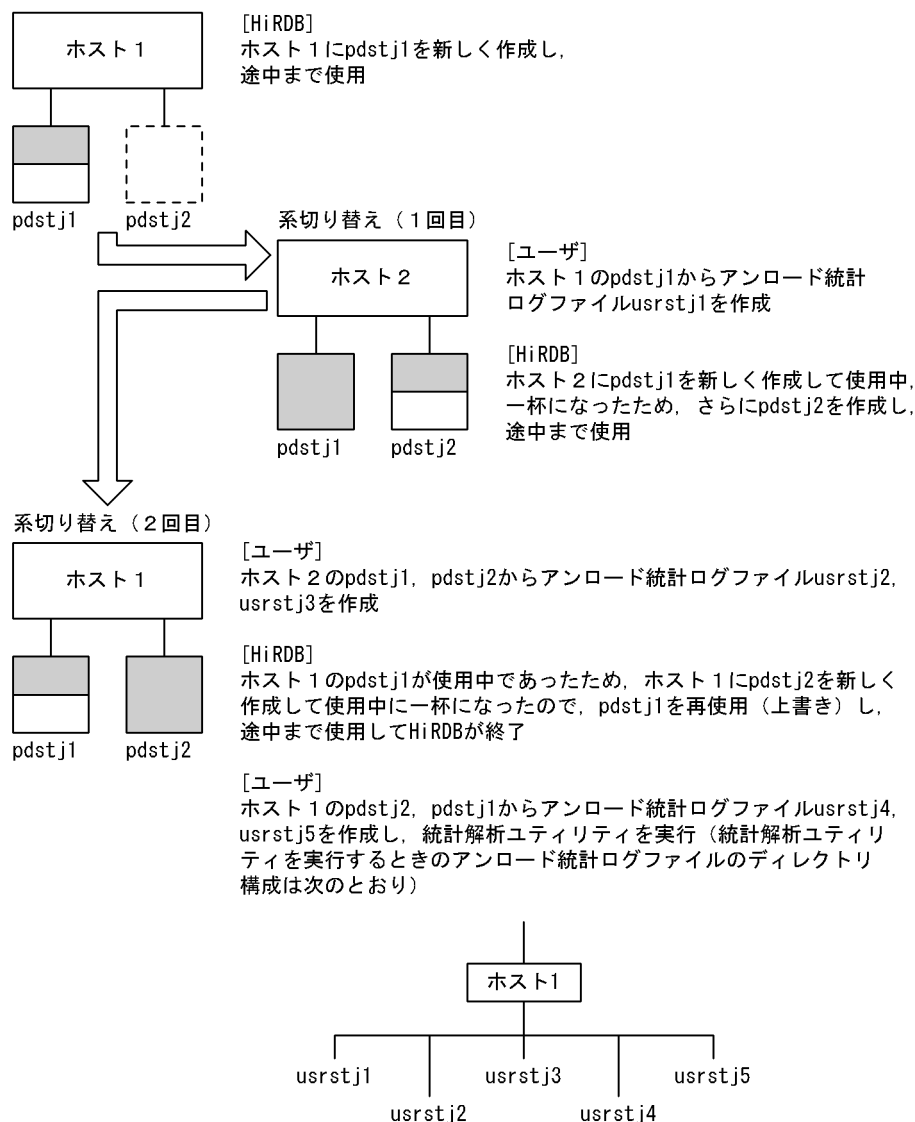 [HiRDB]
ホスト１にpdstj1を新しく作成し，
途中まで使用
ホスト１
pdstj1
pdstj2
系切り替え（１回目）
ホスト２
[ユーザ]
ホスト１のpdstj1からアンロード統計
ログファイルusrstj1を作成
[HiRDB]
ホスト２にpdstj1を新しく作成して使用中，
一杯になったため，さらにpdstj2を作成し，
途中まで使用
pdstj1
pdstj2
系切り替え（２回目）
ホスト１
[ユーザ]
ホスト２のpdstj1，pdstj2からアンロード統計ログファイルusrstj2，
usrstj3を作成
[HiRDB]
ホスト１のpdstj1が使用中であったため，ホスト１にpdstj2を新しく
作成して使用中に一杯になったので，pdstj1を再使用（上書き）し，
途中まで使用してHiRDBが終了
pdstj1
pdstj2
[ユーザ]
ホスト１のpdstj2，pdstj1からアンロード統計ログファイルusrstj4，
usrstj5を作成し，統計解析ユティリティを実行（統計解析ユティリ
ティを実行するときのアンロード統計ログファイルのディレクトリ
構成は次のとおり）
ホスト1
usrstj1
usrstj3
usrstj5
usrstj2
usrstj4